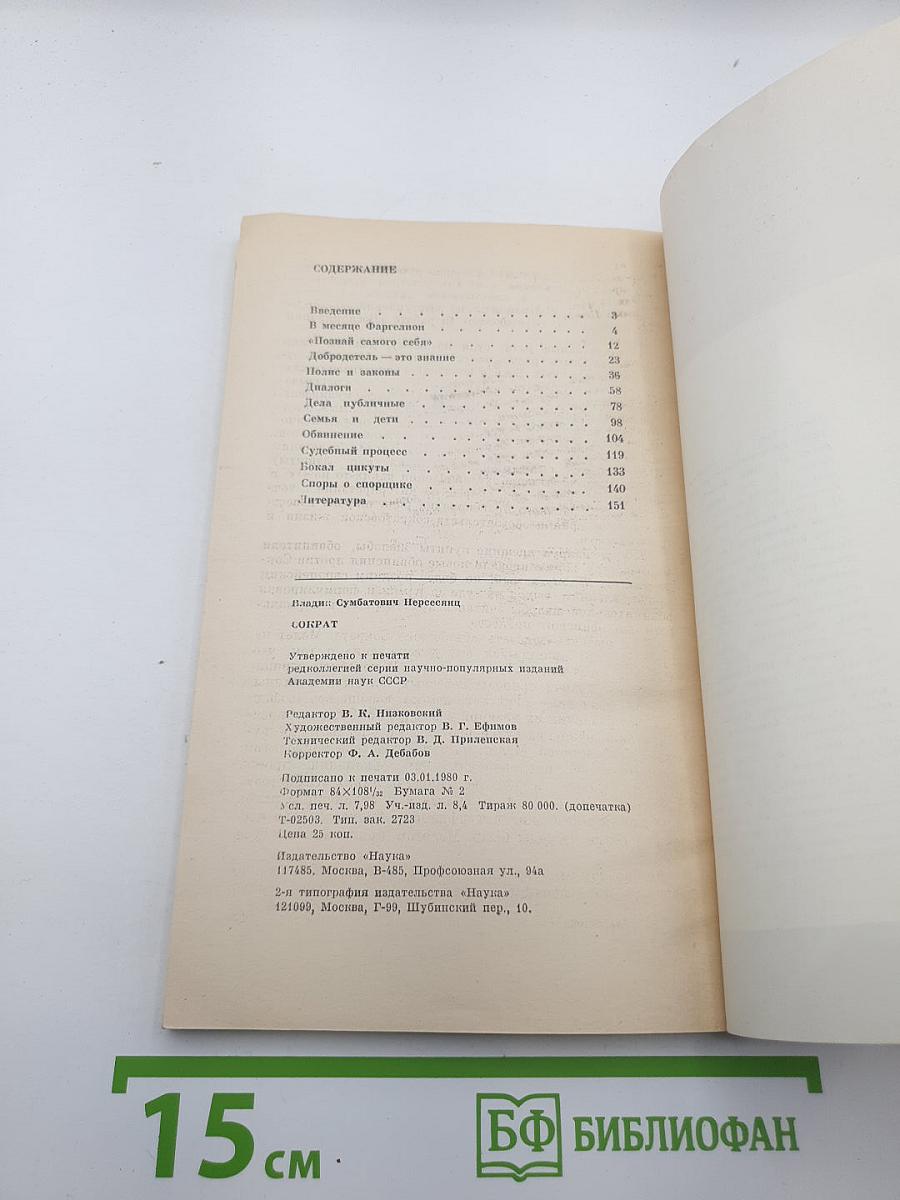 СОДЕРЖАНИЕ
Введение . . . . . . . . . . . . . 3
В месяце Фаргелион . . . . . . . . . 4
«Познай самого себя» . . . . . . . . . 12
Добродетель — это знание . . . . . . . 23
Полис и законы . . . . . . . . . . . 36
Диалоги . . . . . . . . . . . . . 58
Дела публичные . . . . . . . . . . . 78
Семья и дети . . . . . . . . . . . 98
Обвинение . . . . . . . . . . . . 104
Судебный процесс . . . . . . . . . . 119
Бокал цикуты . . . . . . . . . . . 133
Споры о спорщике . . . . . . . . . . 140
Литература . . . . . . . . . . . . 151
Владик Сумбатович Нерсесянц
СОКРАТ
Утверждено к печати
редколлегией серии научно-популярных изданий
Академии наук СССР
Редактор В. К. Низковский
Художественный редактор В. Г. Ефимов
Технический редактор В. Д. Прилепская
Корректор Ф. А. Дебабов
Подписано к печати 03.01.1980 г.
Формат 84×108¹/₃₂ Бумага № 2
Усл. печ. л. 7,98 Уч.-изд. л. 8,4 Тираж 80 000. (допечатка)
Т-02503. Тип. зак. 2723
Цена 25 коп.
Издательство «Наука»
117485. Москва, В-485, Профсоюзная ул., 94а
2-я типография издательства «Наука»
121099, Москва, Г-99, Шубинский пер., 10.
15 см
БФ БИБЛИОФАН